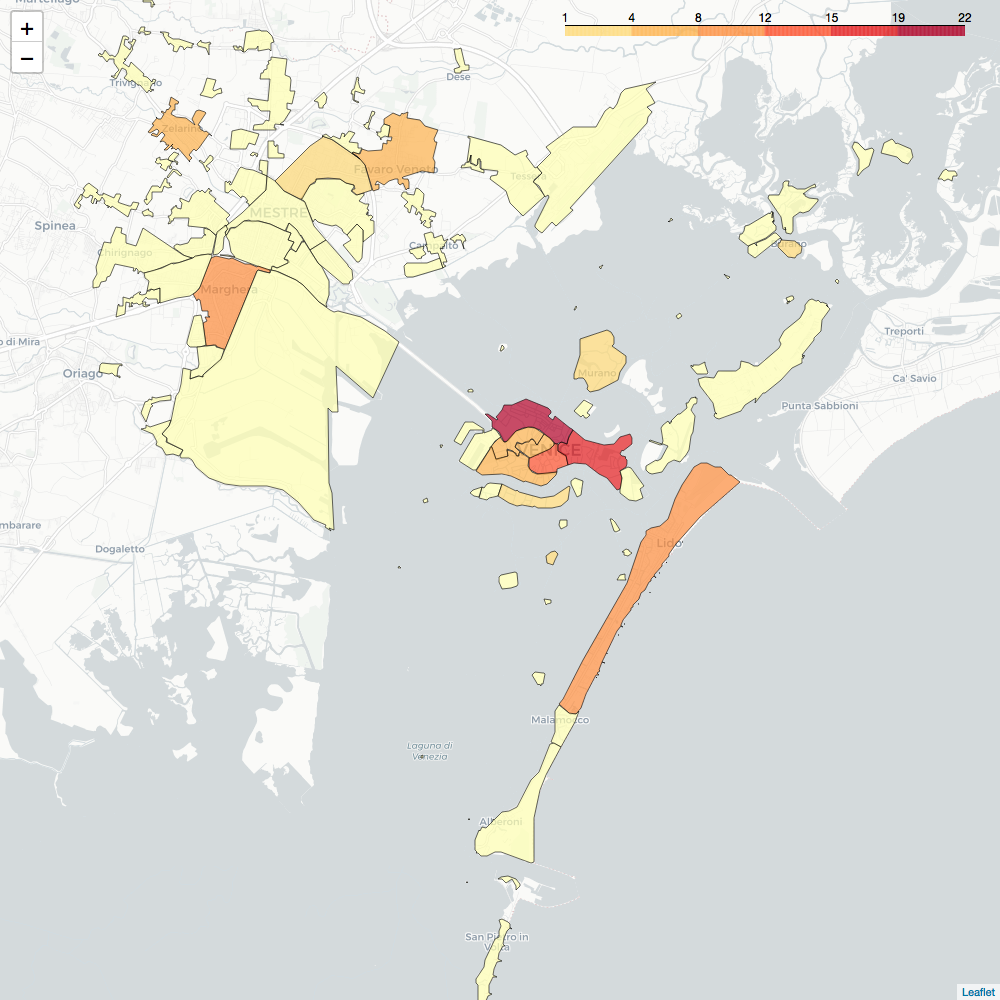 Martellago
+
−
1 4 8 12 15 19 22
Trivignano
Dese
Zelarino
Favaro Veneto
Tessera
MESTRE
Spinea
Campalto
Chirignago
Burano
Marghera
Treporti
o di Mira
Oriago
Murano
Ca' Savio
Punta Sabbioni
VENICE
mbarare
Dogaletto
Lido
Malamocco
Laguna di
Venezia
Alberoni
San Pietro in
Volta
Leaflet